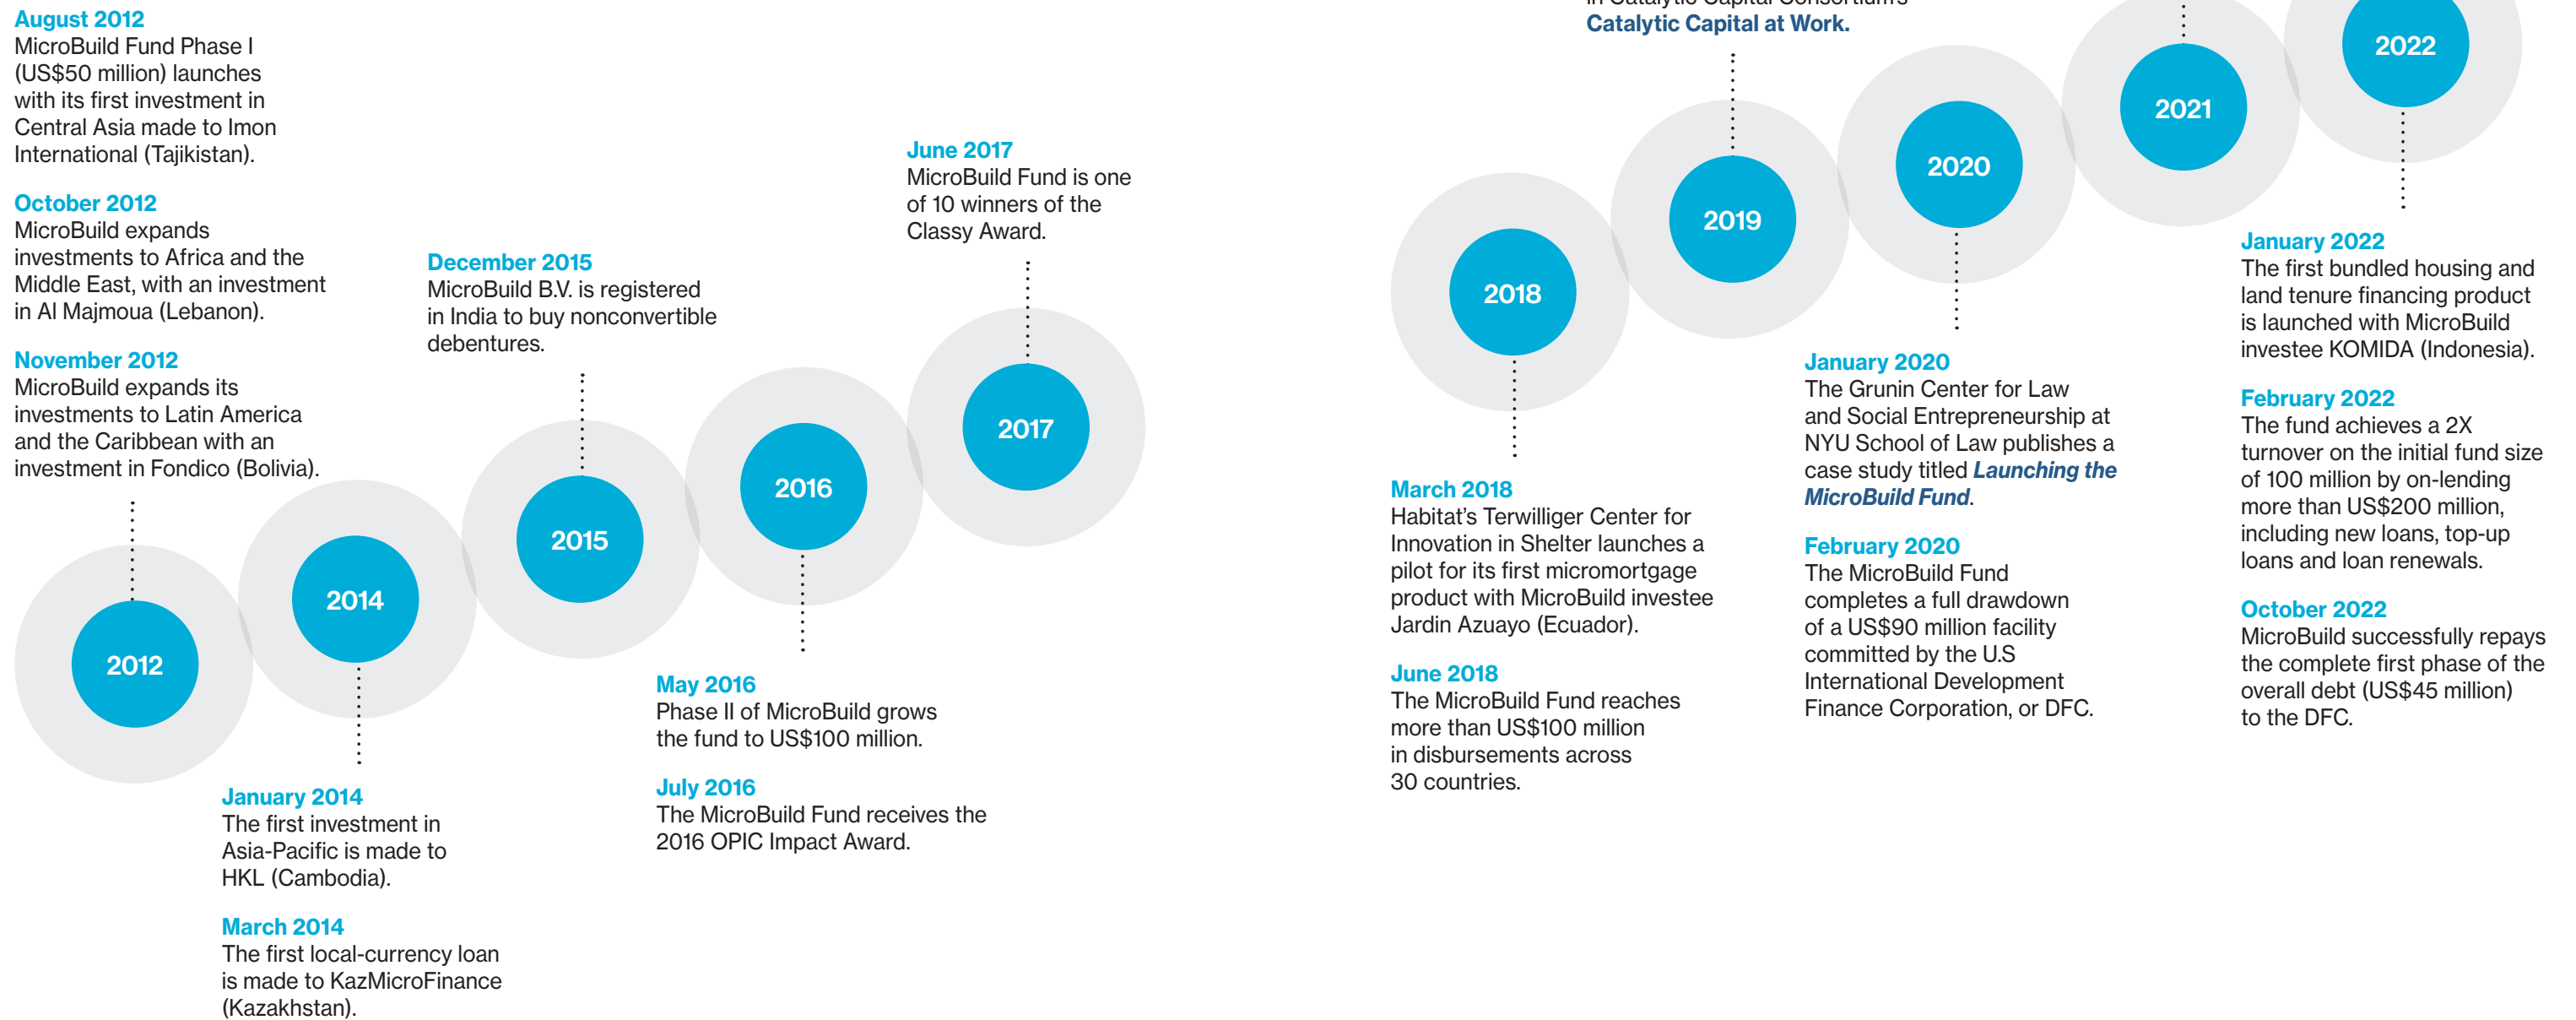 August 2012
MicroBuild Fund Phase I
(US$50 million) launches
with its first investment in
Central Asia made to Imon
International (Tajikistan).
October 2012
MicroBuild expands
investments to Africa and the
Middle East, with an investment
in Al Majmoua (Lebanon).
November 2012
MicroBuild expands its
investments to Latin America
and the Caribbean with an
investment in Fondico (Bolivia).
2012
2014
January 2014
The first investment in
Asia-Pacific is made to
HKL (Cambodia).
March 2014
The first local-currency loan
is made to KazMicroFinance
(Kazakhstan).
December 2015
MicroBuild B.V. is registered
in India to buy nonconvertible
debentures.
2015
2016
May 2016
Phase II of MicroBuild grows
the fund to US$100 million.
July 2016
The MicroBuild Fund receives the
2016 OPIC Impact Award.
June 2017
MicroBuild Fund is one
of 10 winners of the
Classy Award.
2017
2018
March 2018
Habitat’s Terwilliger Center for
Innovation in Shelter launches a
pilot for its first micromortgage
product with MicroBuild investee
Jardin Azuayo (Ecuador).
June 2018
The MicroBuild Fund reaches
more than US$100 million
in disbursements across
30 countries.
in Catalytic Capital Consortium’s
Catalytic Capital at Work.
2019
2020
January 2020
The Grunin Center for Law
and Social Entrepreneurship at
NYU School of Law publishes a
case study titled Launching the
MicroBuild Fund.
February 2020
The MicroBuild Fund
completes a full drawdown
of a US$90 million facility
committed by the U.S
International Development
Finance Corporation, or DFC.
2021
2022
January 2022
The first bundled housing and
land tenure financing product
is launched with MicroBuild
investee KOMIDA (Indonesia).
February 2022
The fund achieves a 2X
turnover on the initial fund size
of 100 million by on-lending
more than US$200 million,
including new loans, top-up
loans and loan renewals.
October 2022
MicroBuild successfully repays
the complete first phase of the
overall debt (US$45 million)
to the DFC.